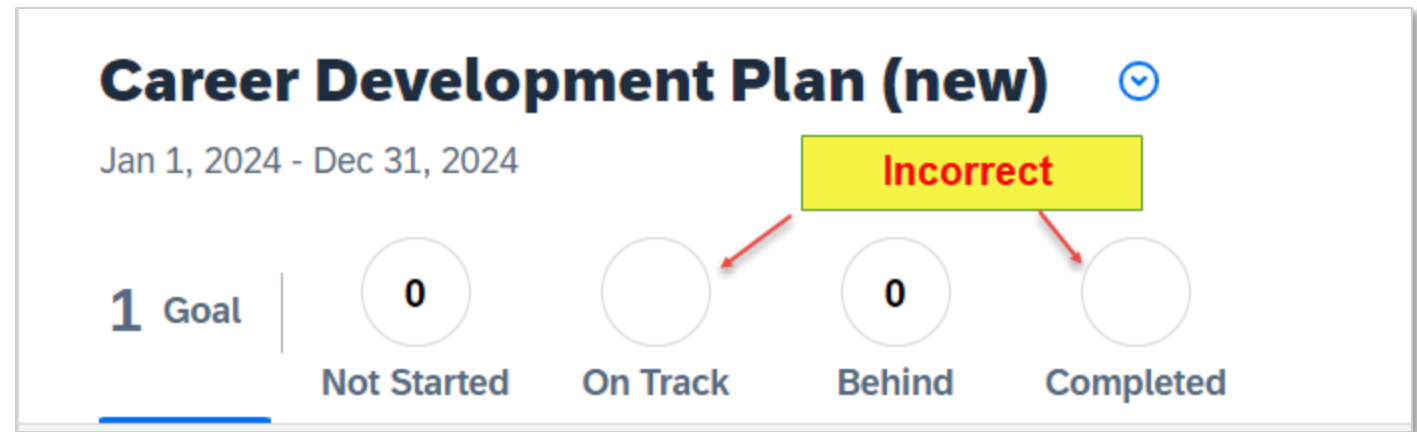 Career Development Plan (new)
Jan 1, 2024 - Dec 31, 2024
Incorrect
1 Goal
0
0
Not Started
On Track
Behind
Completed